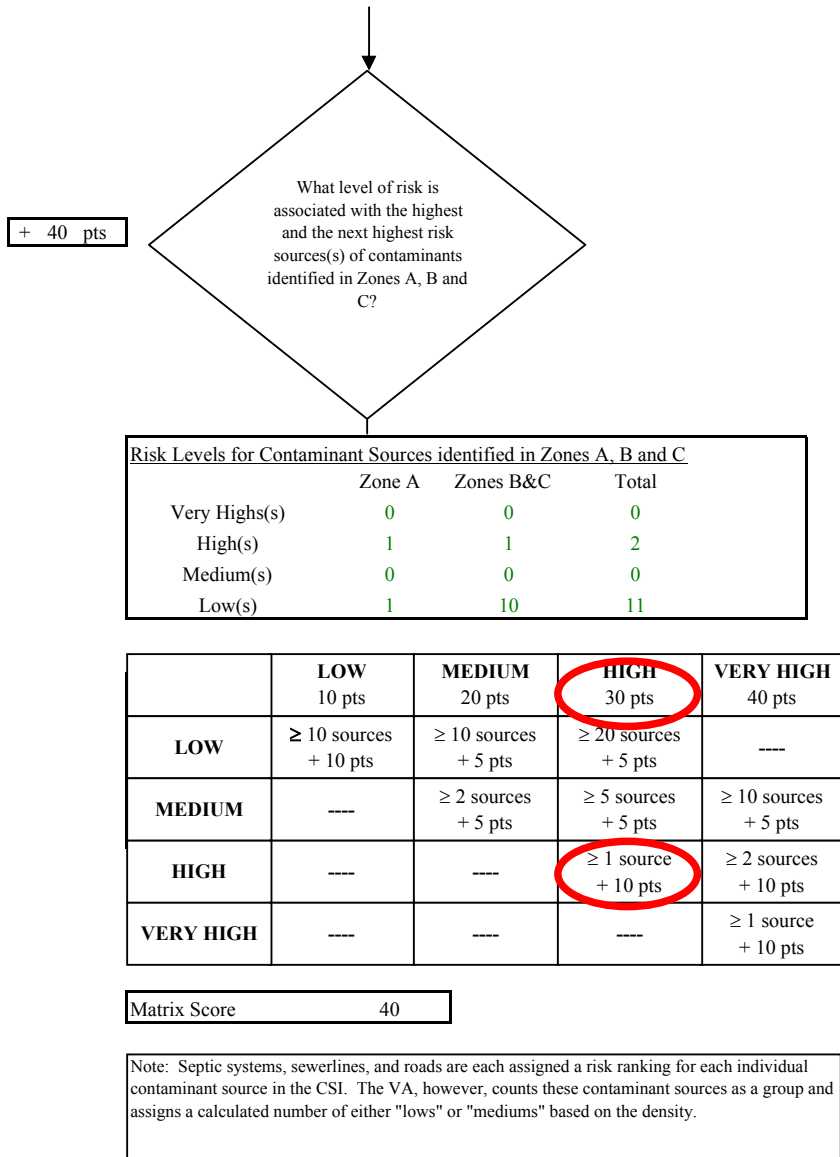 What level of risk is
associated with the highest
and the next highest risk
sources(s) of contaminants
identified in Zones A, B and
C?
+ 40 pts
Risk Levels for Contaminant Sources identified in Zones A, B and C
Zone A Zones B&C Total
Very Highs(s) 0 0 0
High(s) 1 1 2
Medium(s) 0 0 0
Low(s) 1 10 11
LOW MEDIUM HIGH VERY HIGH
10 pts 20 pts 30 pts 40 pts
LOW ≥ 10 sources ≥ 10 sources ≥ 20 sources ----
+ 10 pts + 5 pts + 5 pts
MEDIUM ---- ≥ 2 sources ≥ 5 sources ≥ 10 sources
+ 5 pts + 5 pts + 5 pts
HIGH ---- ---- ≥ 1 source ≥ 2 sources
+ 10 pts + 10 pts
VERY HIGH ---- ---- ---- ≥ 1 source
+ 10 pts
Matrix Score 40
Note: Septic systems, sewerlines, and roads are each assigned a risk ranking for each individual
contaminant source in the CSI. The VA, however, counts these contaminant sources as a group and
assigns a calculated number of either "lows" or "mediums" based on the density.